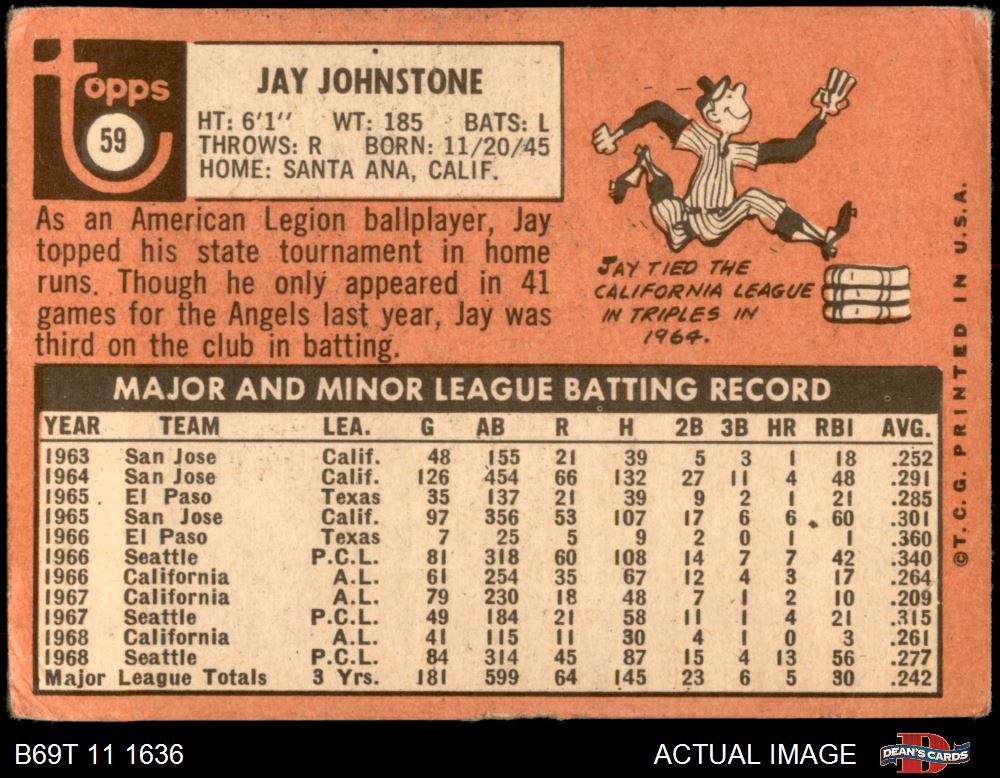 topps
59
JAY JOHNSTONE
HT: 6'1" WT: 185 BATS: L
THROWS: R BORN: 11/20/45
HOME: SANTA ANA, CALIF.
As an American Legion ballplayer, Jay
topped his state tournament in home
runs. Though he only appeared in 41
games for the Angels last year, Jay was
third on the club in batting.
JAY TIED THE
CALIFORNIA LEAGUE
IN TRIPLES IN
1964.
MAJOR AND MINOR LEAGUE BATTING RECORD
YEAR TEAM LEA. G AB R H 2B 3B HR RBI AVG.
1963 San Jose Calif. 48 155 21 39 5 3 1 18 .252
1964 San Jose Calif. 126 454 66 132 27 11 4 48 .291
1965 El Paso Texas 35 137 21 39 9 2 1 21 .285
1965 San Jose Calif. 97 356 53 107 17 6 6 60 .301
1966 El Paso Texas 7 25 5 9 2 0 1 1 .360
1966 Seattle P.C.L. 81 318 60 108 14 7 7 42 .340
1966 California A.L. 61 254 35 67 12 4 3 17 .264
1967 California A.L. 79 230 18 48 7 1 2 10 .209
1967 Seattle P.C.L. 49 184 21 58 11 1 4 21 .315
1968 California A.L. 41 115 11 30 4 1 0 3 .261
1968 Seattle P.C.L. 84 314 45 87 15 4 13 56 .277
Major League Totals 3 Yrs. 181 599 64 145 23 6 5 30 .242
©T.C.G. PRINTED IN U.S.A.
B69T 11 1636
ACTUAL IMAGE
DEAN'S CARDS